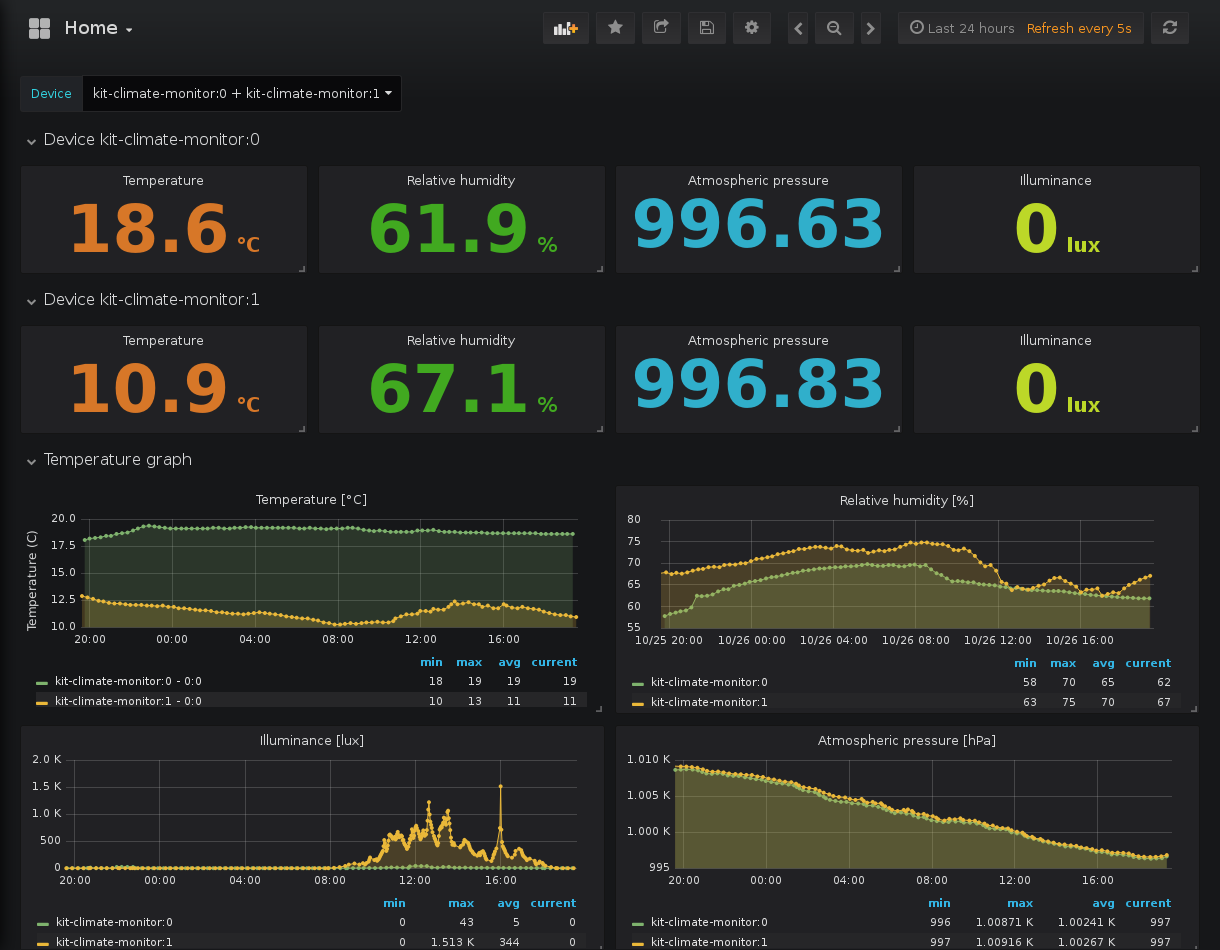 Home
Last 24 hours Refresh every 5s
Device kit-climate-monitor:0 + kit-climate-monitor:1
Device kit-climate-monitor:0
Temperature Relative humidity Atmospheric pressure Illuminance
18.6 °C 61.9 % 996.63 0 lux
Device kit-climate-monitor:1
Temperature Relative humidity Atmospheric pressure Illuminance
10.9 °C 67.1 % 996.83 0 lux
Temperature graph
Temperature [°C]
Temperature (C)
20.0
17.5
15.0
12.5
10.0
20:00 00:00 04:00 08:00 12:00 16:00
min max avg current
kit-climate-monitor:0 - 0:0 18 19 19 19
kit-climate-monitor:1 - 0:0 10 13 11 11
Relative humidity [%]
80
75
70
65
60
55
10/25 20:00 10/26 00:00 10/26 04:00 10/26 08:00 10/26 12:00 10/26 16:00
min max avg current
kit-climate-monitor:0 58 70 65 62
kit-climate-monitor:1 63 75 70 67
Illuminance [lux]
2.0 K
1.5 K
1.0 K
500
0
20:00 00:00 04:00 08:00 12:00 16:00
min max avg current
kit-climate-monitor:0 0 43 5 0
kit-climate-monitor:1 0 1.513 K 344 0
Atmospheric pressure [hPa]
1.010 K
1.005 K
1.000 K
995
20:00 00:00 04:00 08:00 12:00 16:00
min max avg current
kit-climate-monitor:0 996 1.00871 K 1.00241 K 997
kit-climate-monitor:1 997 1.00916 K 1.00267 K 997